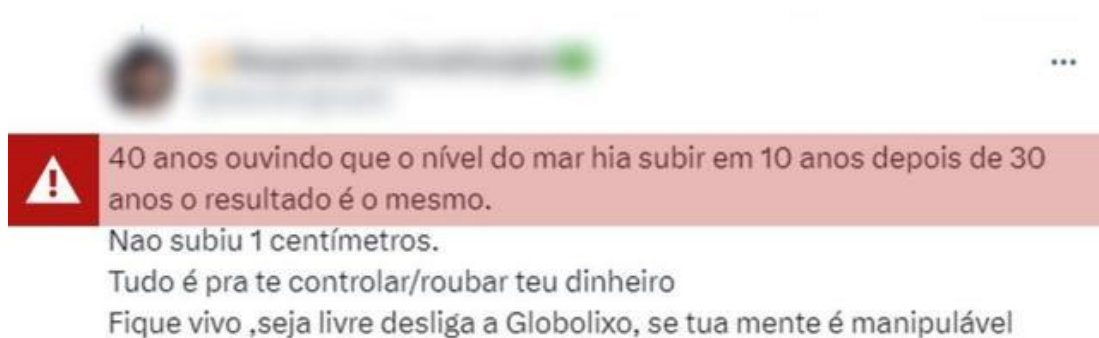 40 anos ouvindo que o nível do mar hia subir em 10 anos depois de 30
anos o resultado é o mesmo.
Nao subiu 1 centímetros.
Tudo é pra te controlar/roubar teu dinheiro
Fique vivo ,seja livre desliga a Globolixo, se tua mente é manipulável